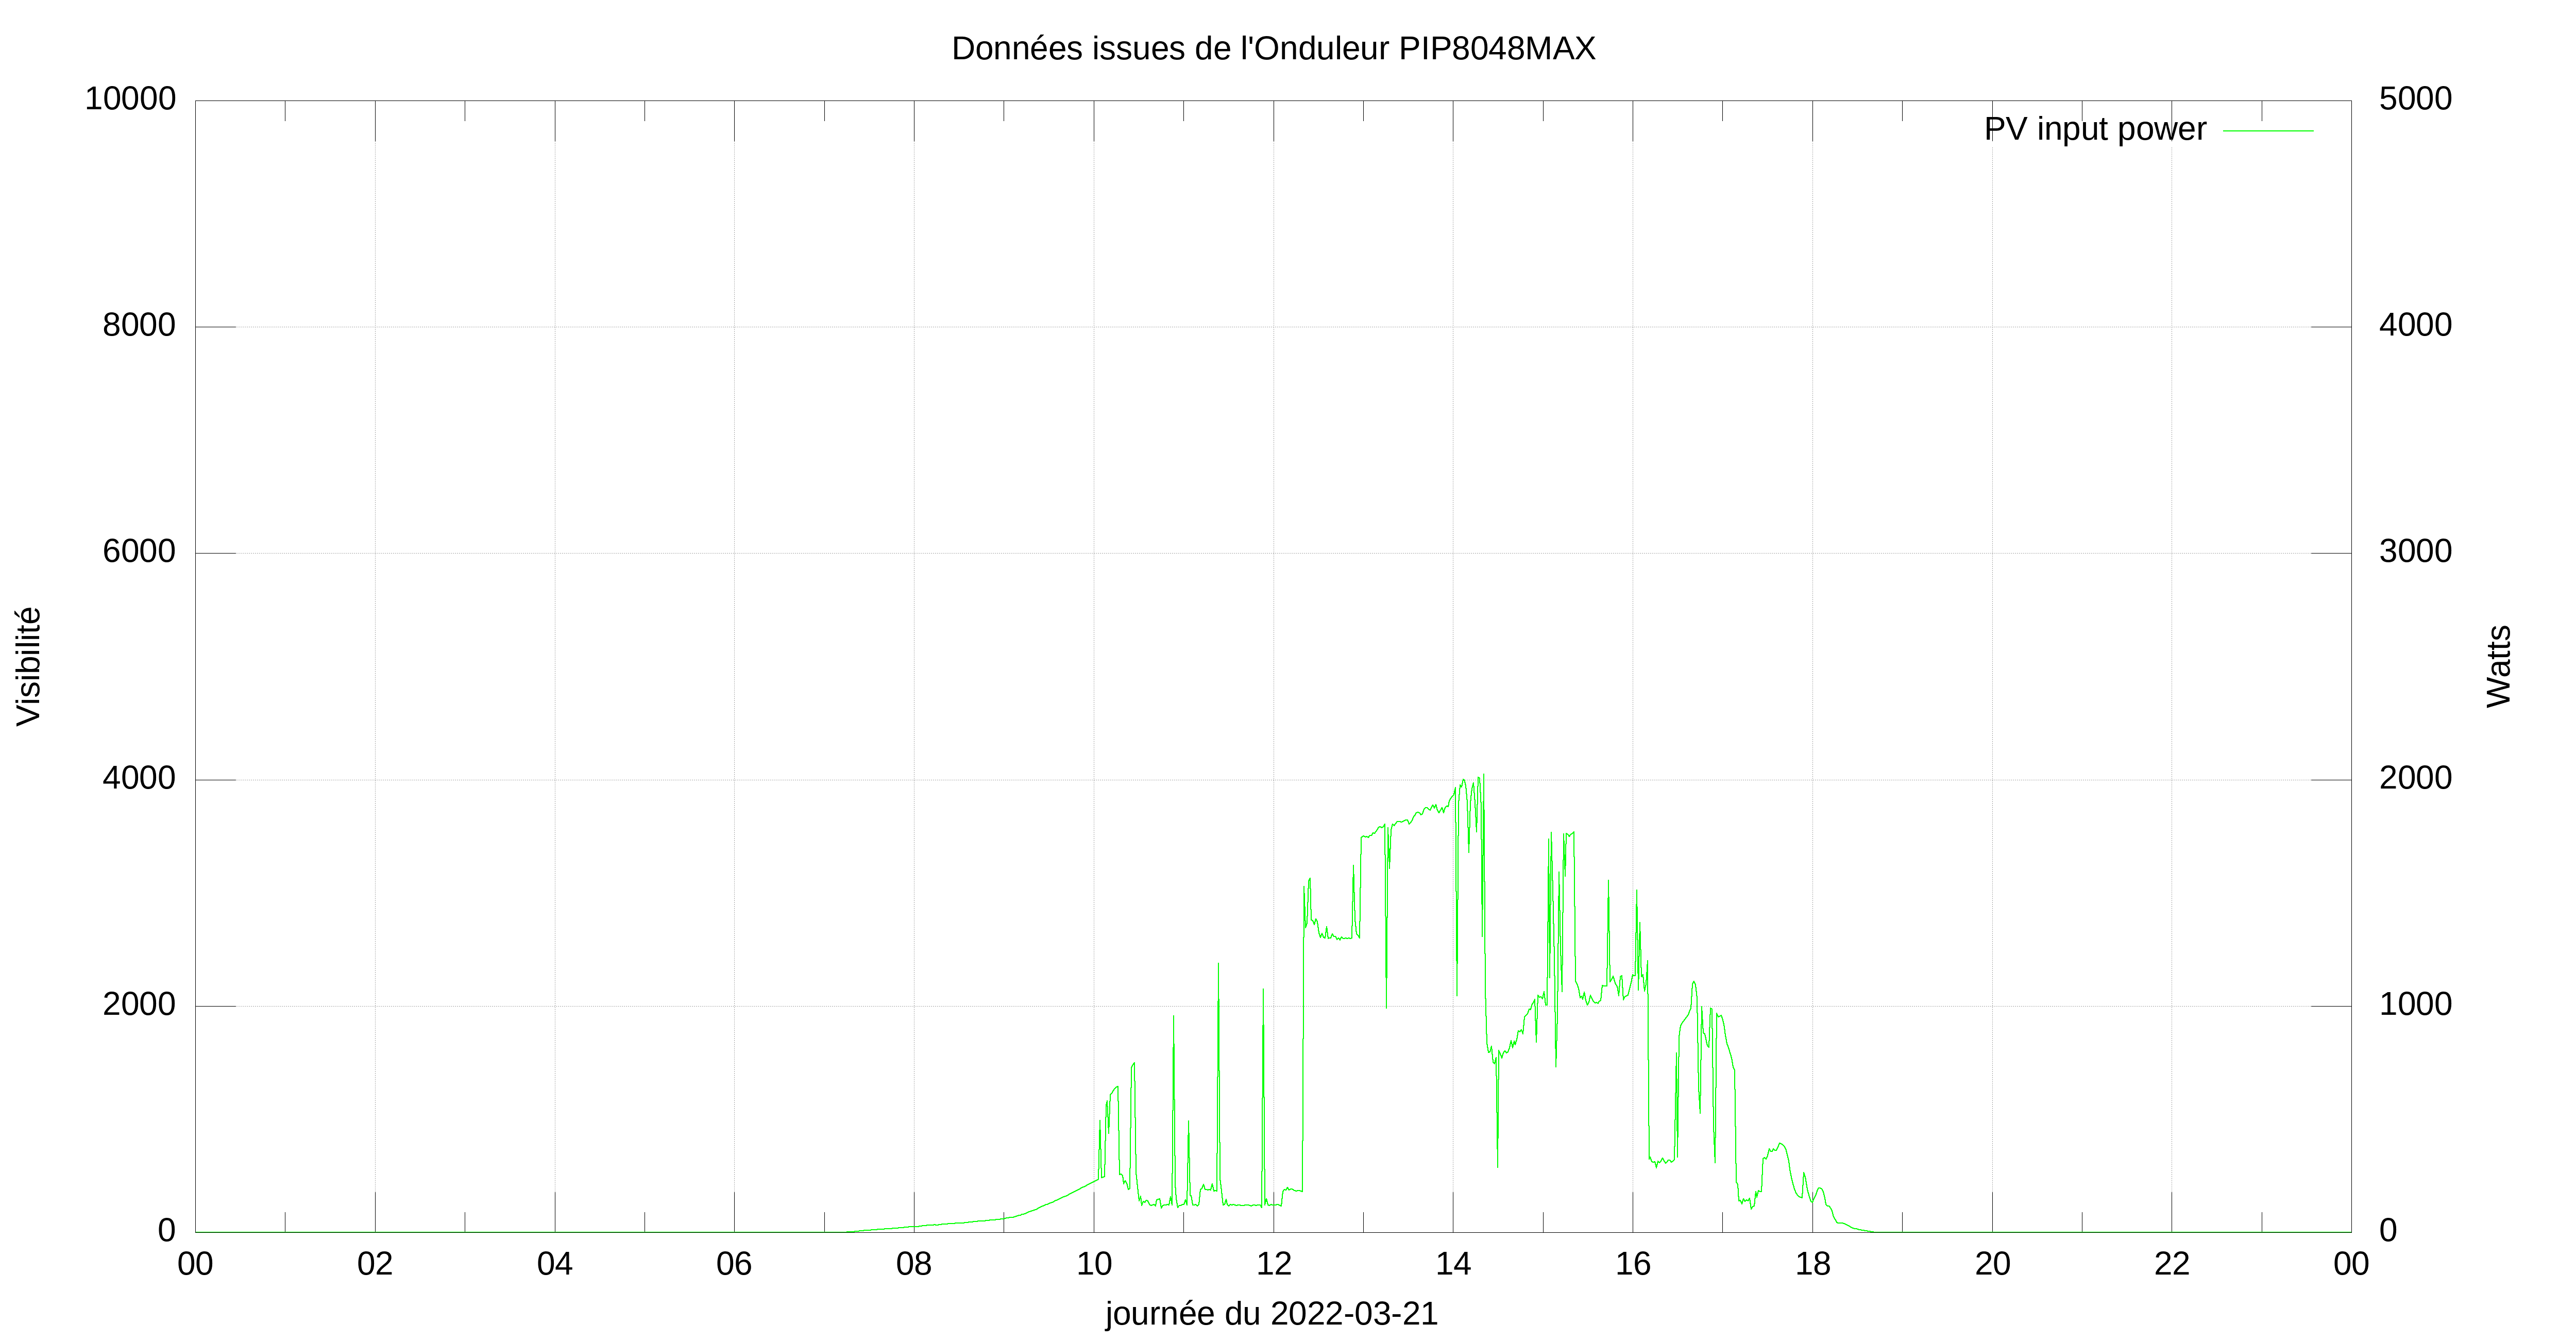 Données issues de l'Onduleur PIP8048MAX
10000
8000
6000
4000
2000
0
Visibilité
5000
4000
3000
2000
1000
0
Watts
PV input power
00 02 04 06 08 10 12 14 16 18 20 22 00
journée du 2022-03-21